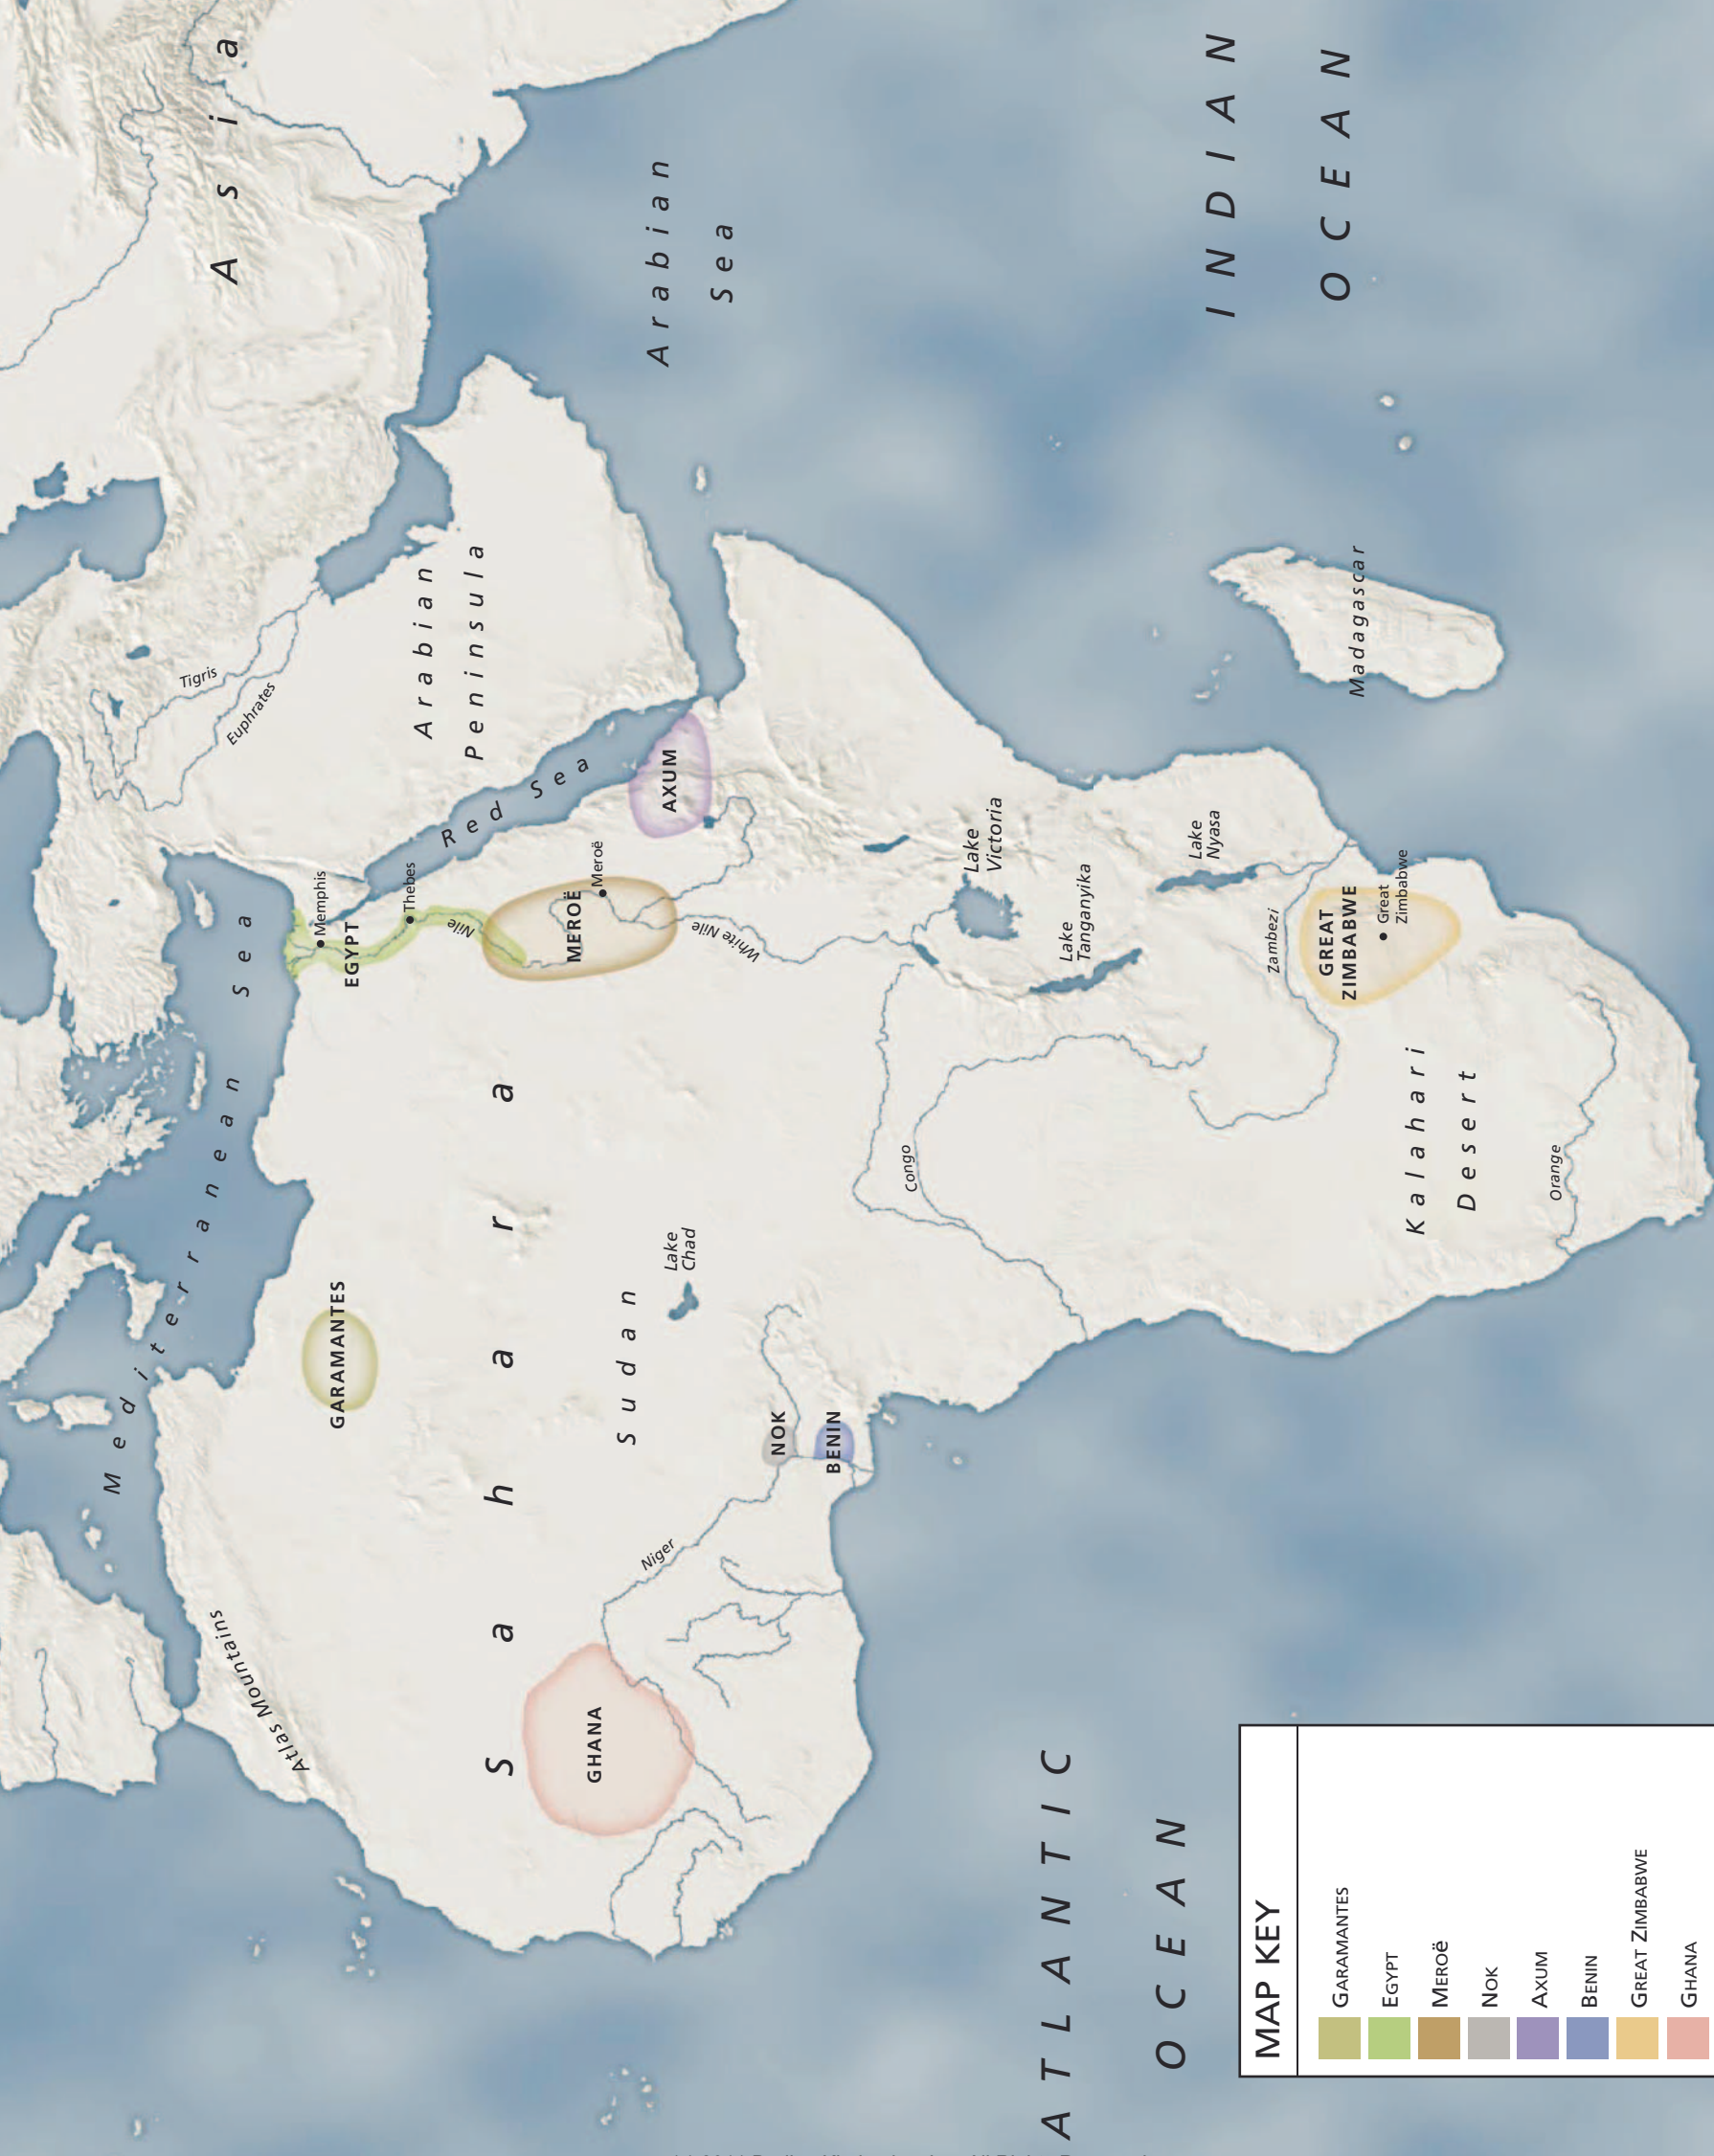 Asia
Mediterranean Sea
Atlas Mountains
Tigris
Euphrates
Memphis
EGYPT
GARAMANTES
Thebes
Nile
Arabian
Peninsula
Red Sea
Sahara
MEROË
Meroë
AXUM
GHANA
Sudan
Niger
Lake
Chad
White Nile
Arabian
Sea
NOK
BENIN
Congo
Lake
Victoria
Lake
Tanganyika
Lake
Nyasa
ATLANTIC
OCEAN
INDIAN
OCEAN
Zambezi
GREAT
ZIMBABWE
Great
Zimbabwe
Madagascar
Kalahari
Desert
Orange
MAP KEY
GARAMANTES
EGYPT
MEROË
NOK
AXUM
BENIN
GREAT ZIMBABWE
GHANA